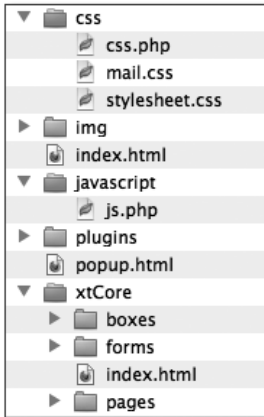 css
css.php
mail.css
stylesheet.css
img
index.html
javascript
js.php
plugins
popup.html
xtCore
boxes
forms
index.html
pages